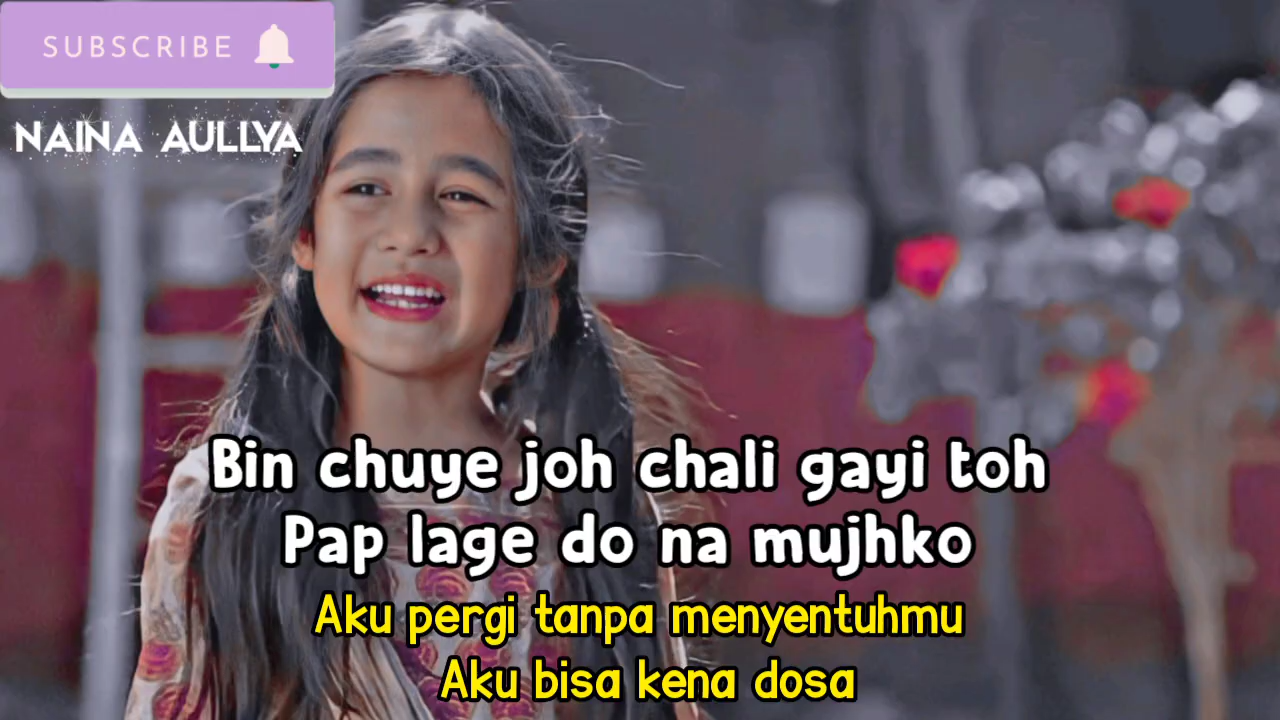 SUBSCRIBE
NAINA AULLYA
Bin chuye joh chali gayi toh
Pap lage do na mujhko
Aku pergi tanpa menyentuhmu
Aku bisa kena dosa